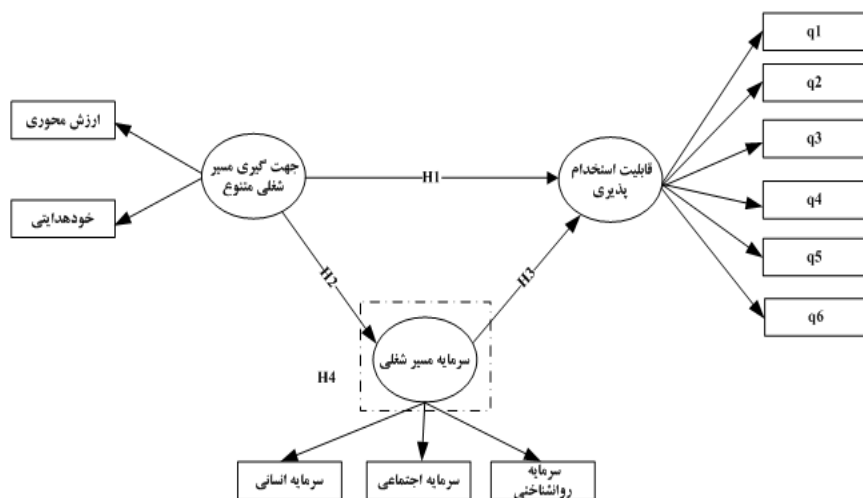 q1
q2
ارزش محوری
q3
جهت گیری مسیر
شغلی متنوع
H1
قابلیت استخدام
پذیری
q4
خودهدایتی
q5
H2
H3
q6
سرمایه مسیر شغلی
H4
سرمایه
روانشناختی
سرمایه اجتماعی
سرمایه انسانی